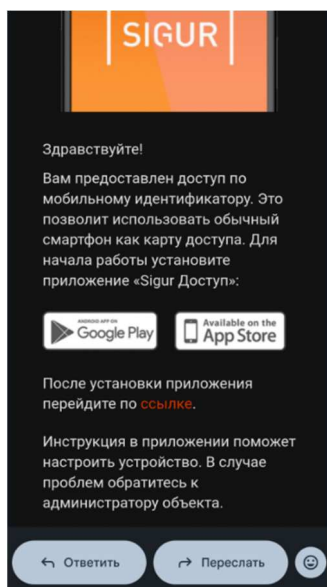 SIGUR
Здравствуйте!
Вам предоставлен доступ по
мобильному идентификатору. Это
позволит использовать обычный
смартфон как карту доступа. Для
начала работы установите
приложение «Sigur Доступ»:
ANDROID APP ON
Google Play
Available on the
App Store
После установки приложения
перейдите по ссылке.
Инструкция в приложении поможет
настроить устройство. В случае
проблем обратитесь к
администратору объекта.
Ответить
Переслать